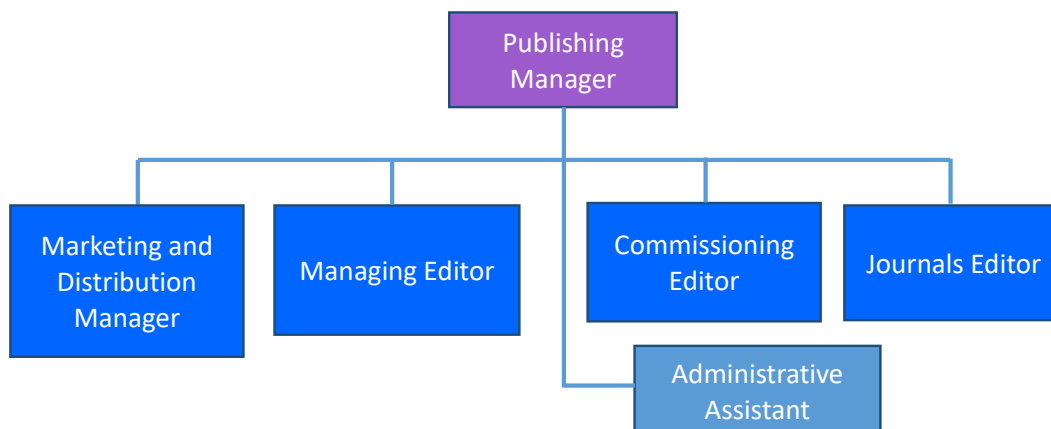 Publishing
Manager
Marketing and
Distribution
Manager
Managing Editor
Commissioning
Editor
Journals Editor
Administrative
Assistant